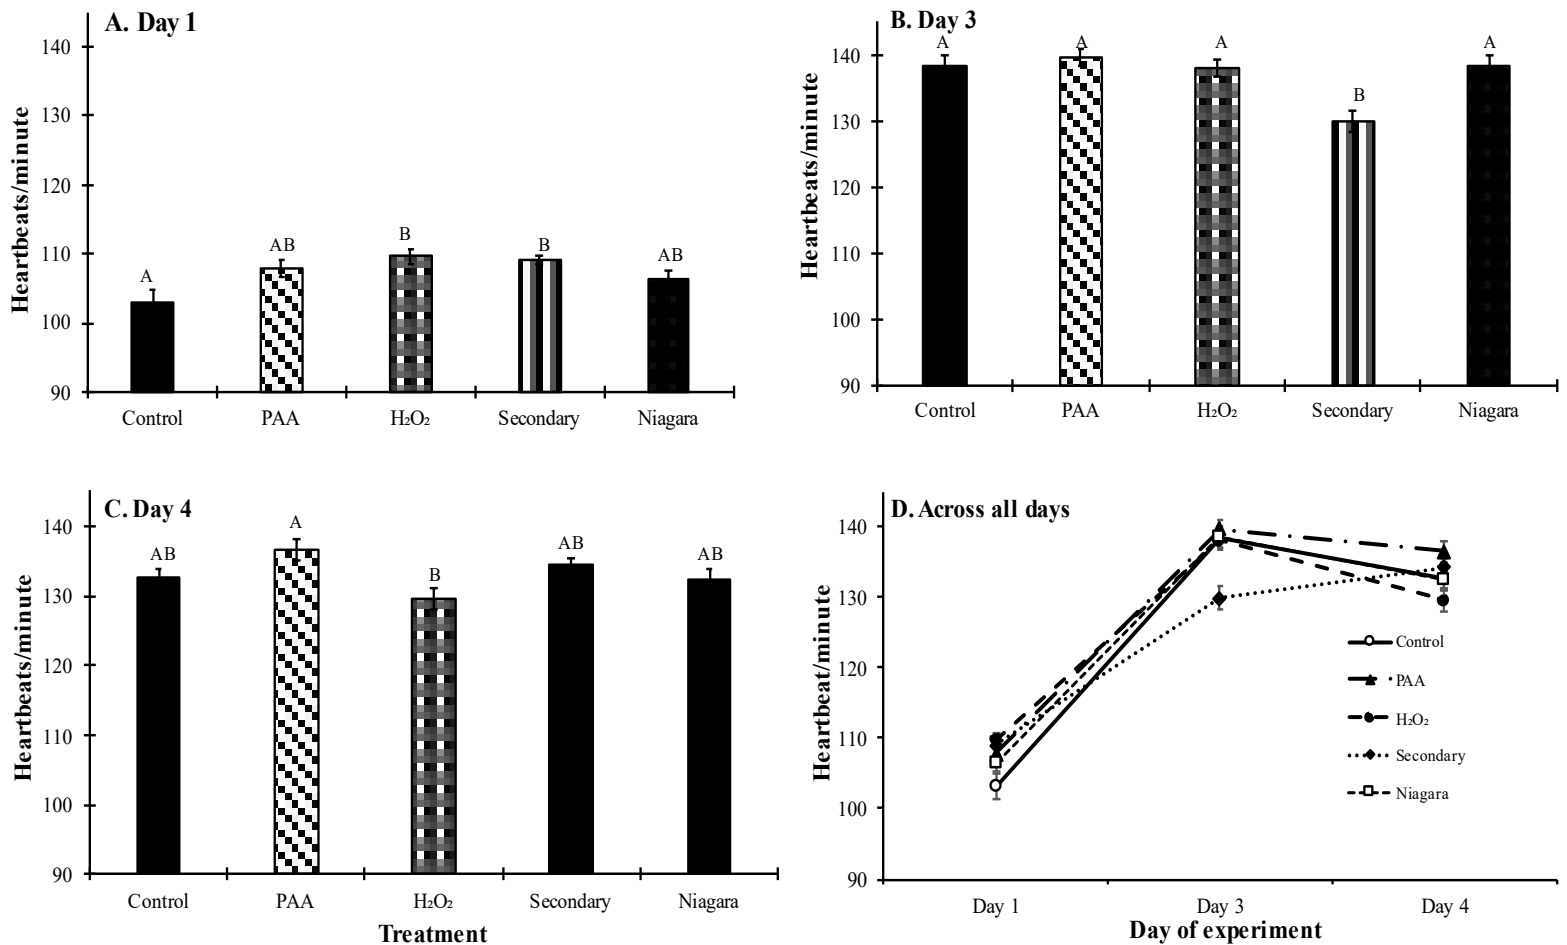 A. Day 1
Heartbeats/minute
140
130
120
110
100
90
A
AB
B
B
AB
Control
PAA
H₂O₂
Secondary
Niagara
B. Day 3
Heartbeats/minute
140
130
120
110
100
90
A
A
A
B
A
Control
PAA
H₂O₂
Secondary
Niagara
C. Day 4
Heartbeats/minute
140
130
120
110
100
90
AB
A
B
AB
AB
Control
PAA
H₂O₂
Secondary
Niagara
Treatment
D. Across all days
Heartbeat/minute
140
130
120
110
100
90
Control
PAA
H₂O₂
Secondary
Niagara
Day 1
Day 3
Day 4
Day of experiment